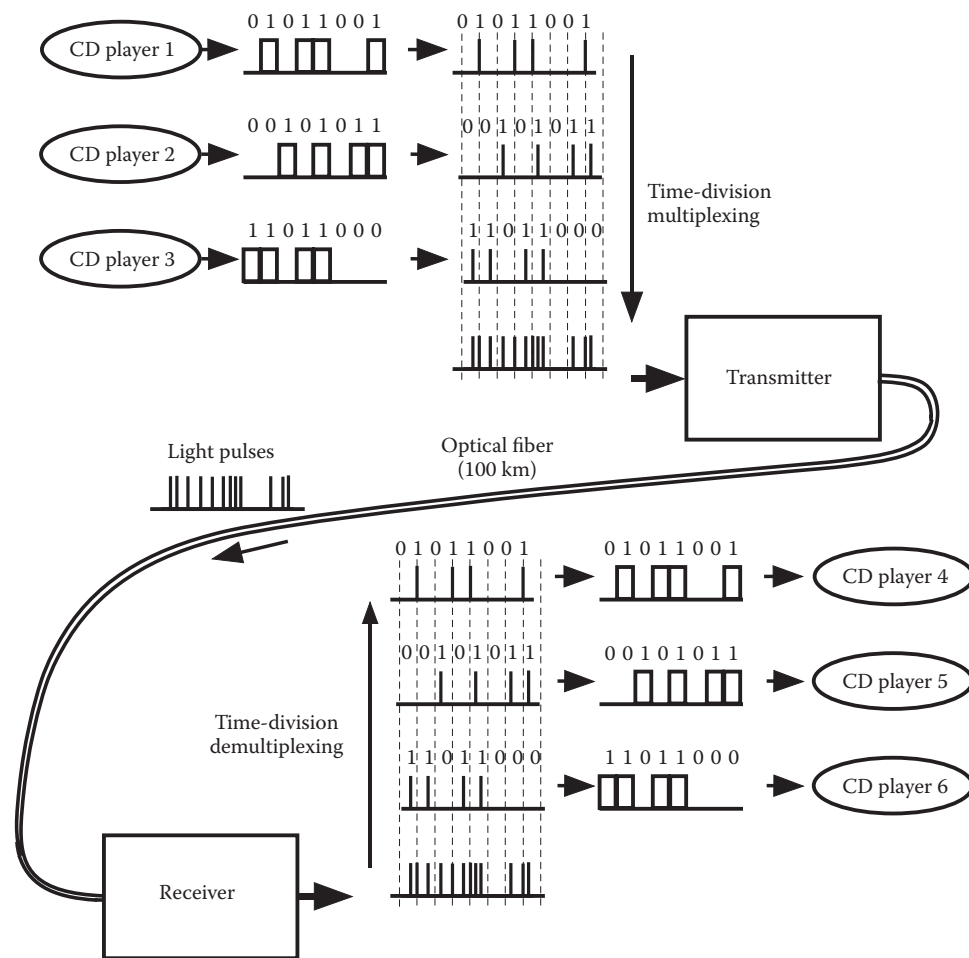 0 1 0 1 1 0 0 1
0 1 0 1 1 0 0 1
CD player 1
0 0 1 0 1 0 1 1
0 0 1 0 1 0 1 1
CD player 2
Time-division
multiplexing
1 1 0 1 1 0 0 0
1 1 0 1 1 0 0 0
CD player 3
Transmitter
Light pulses
Optical fiber
(100 km)
0 1 0 1 1 0 0 1
0 1 0 1 1 0 0 1
CD player 4
0 0 1 0 1 0 1 1
0 0 1 0 1 0 1 1
CD player 5
Time-division
demultiplexing
1 1 0 1 1 0 0 0
1 1 0 1 1 0 0 0
CD player 6
Receiver